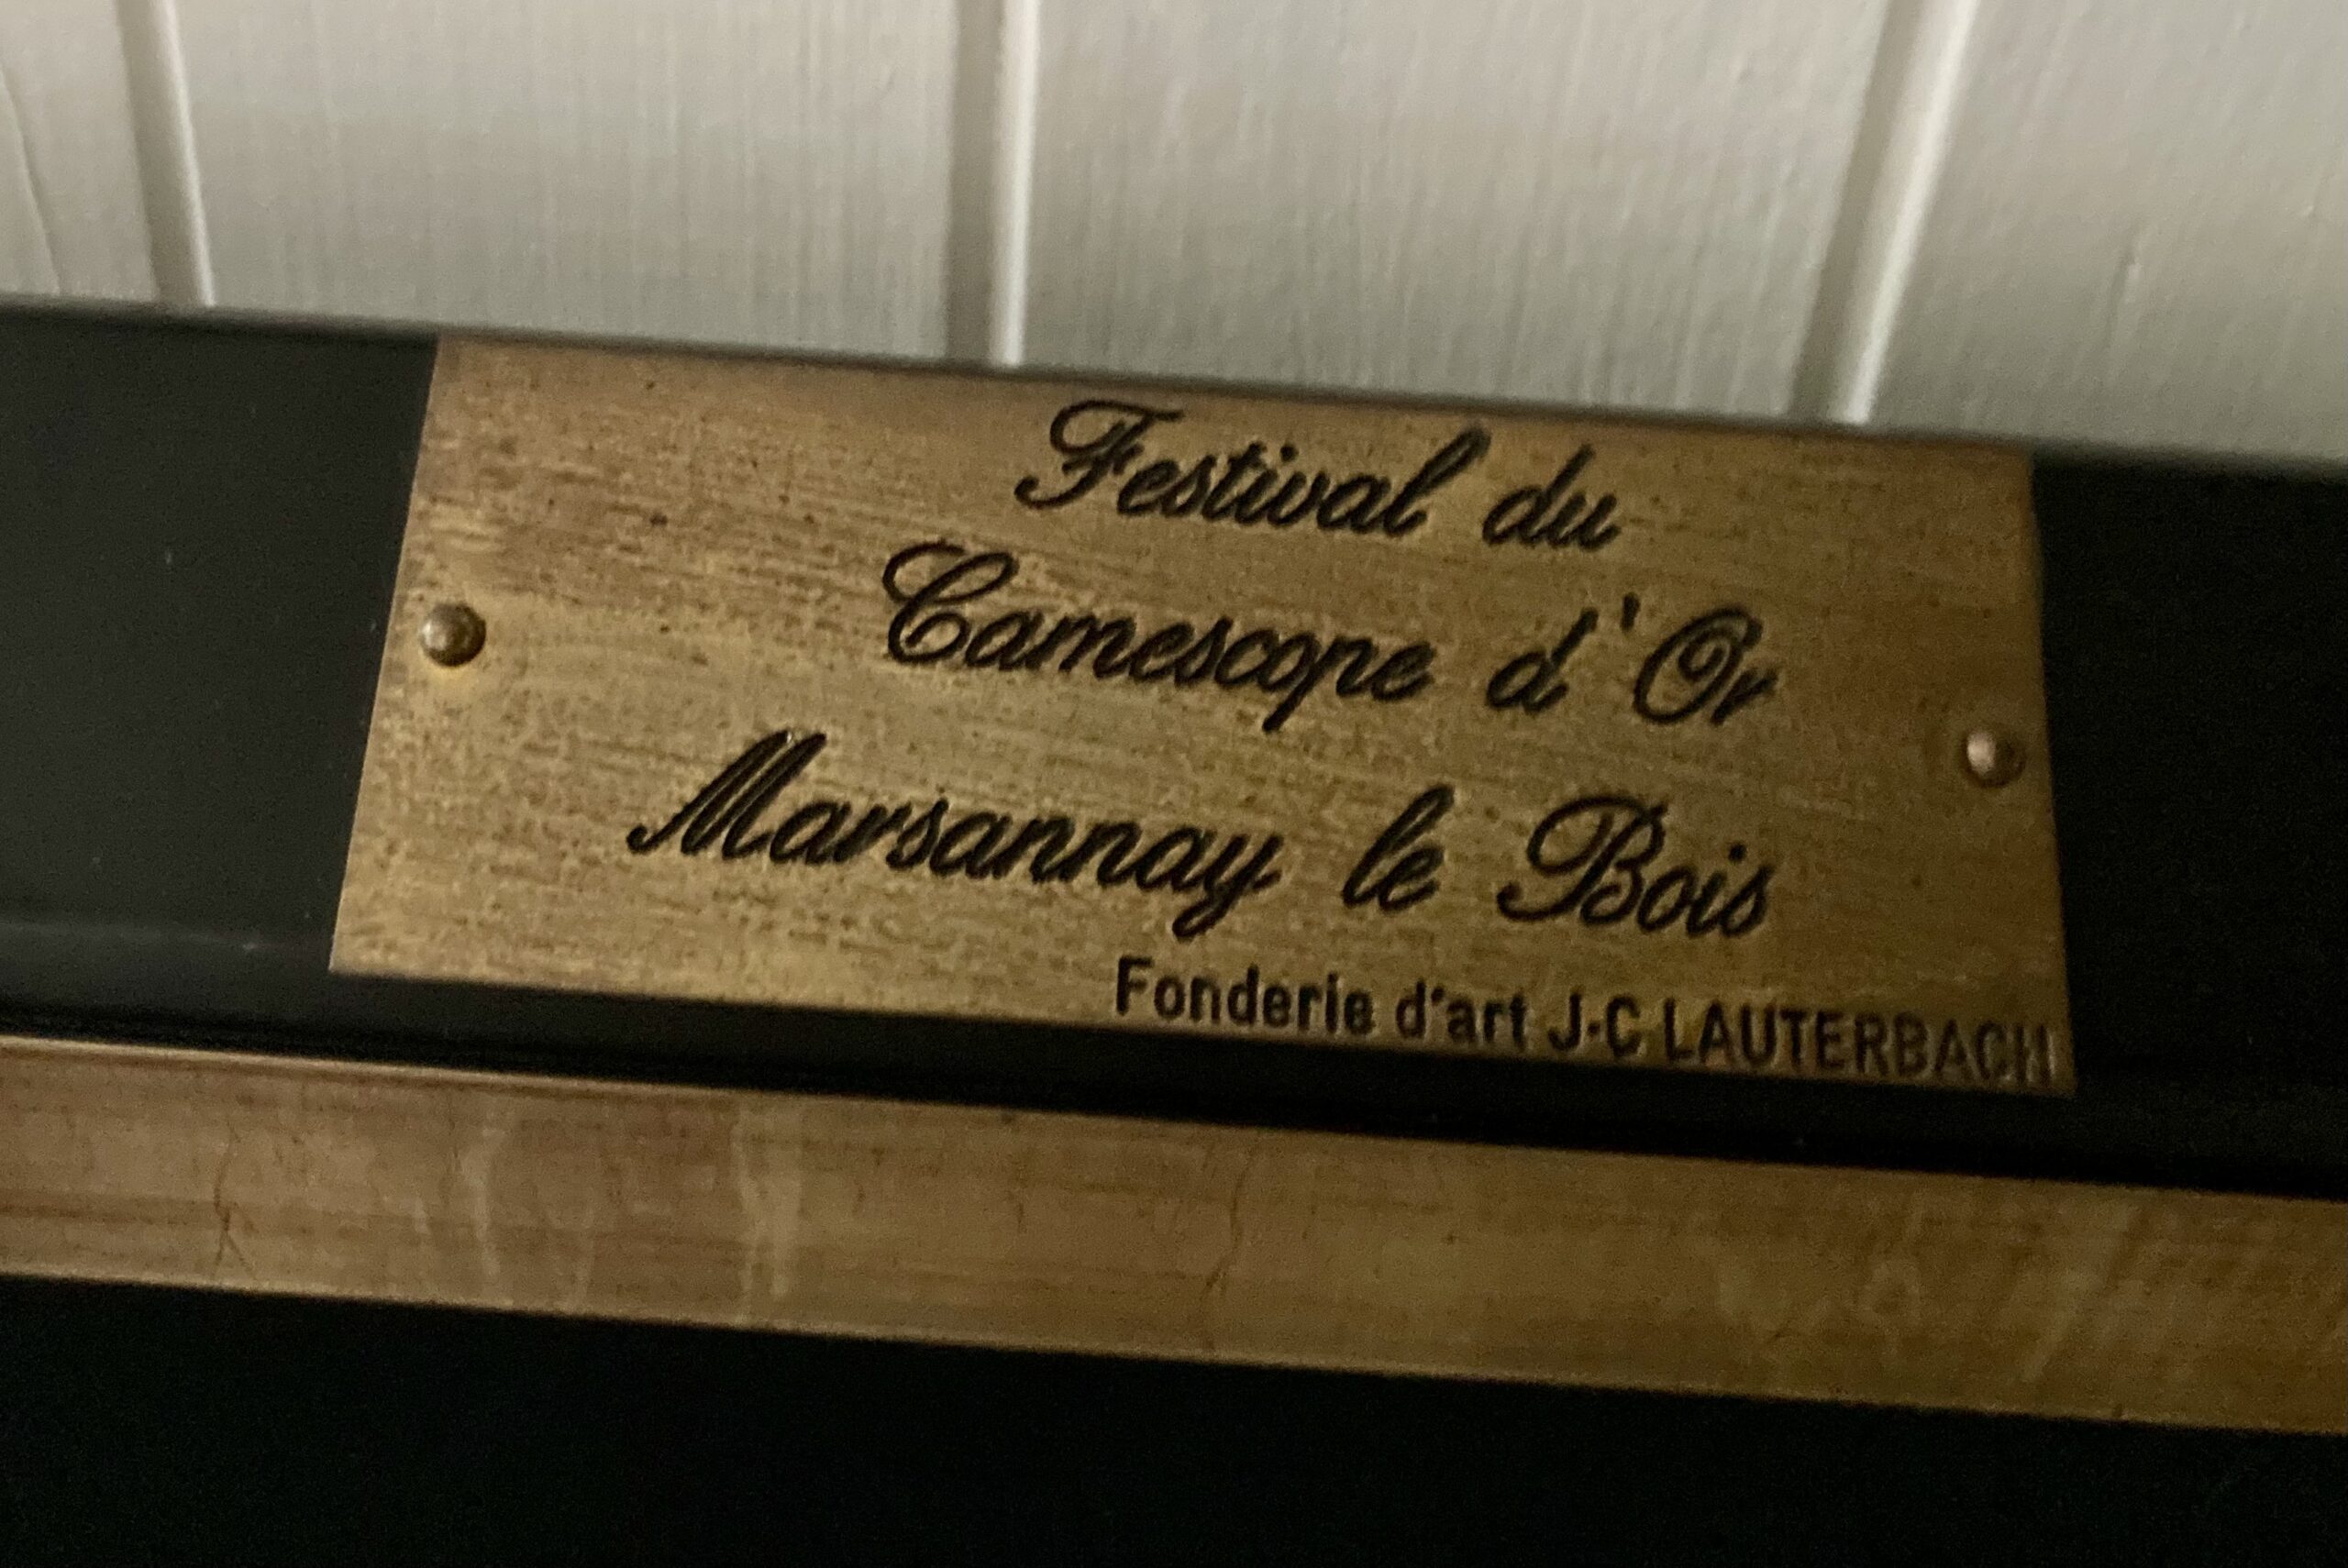 Festival du
Camescope d'Or
Marsannay le Bois
Fonderie d'art J-C LAUTERBACH